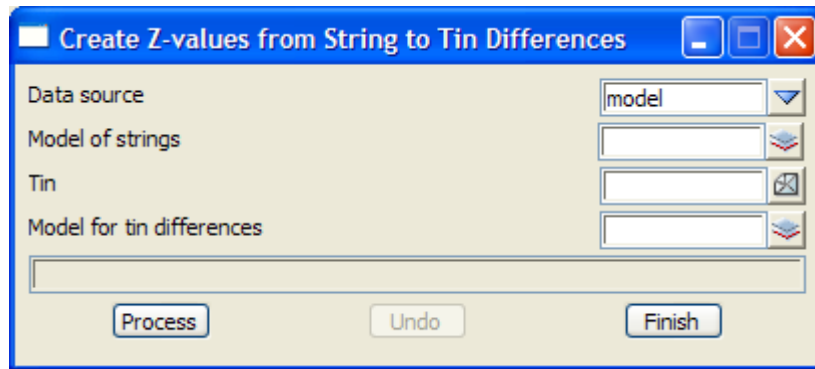 Create Z-values from String to Tin Differences
Data source model
Model of strings
Tin
Model for tin differences
Process Undo Finish